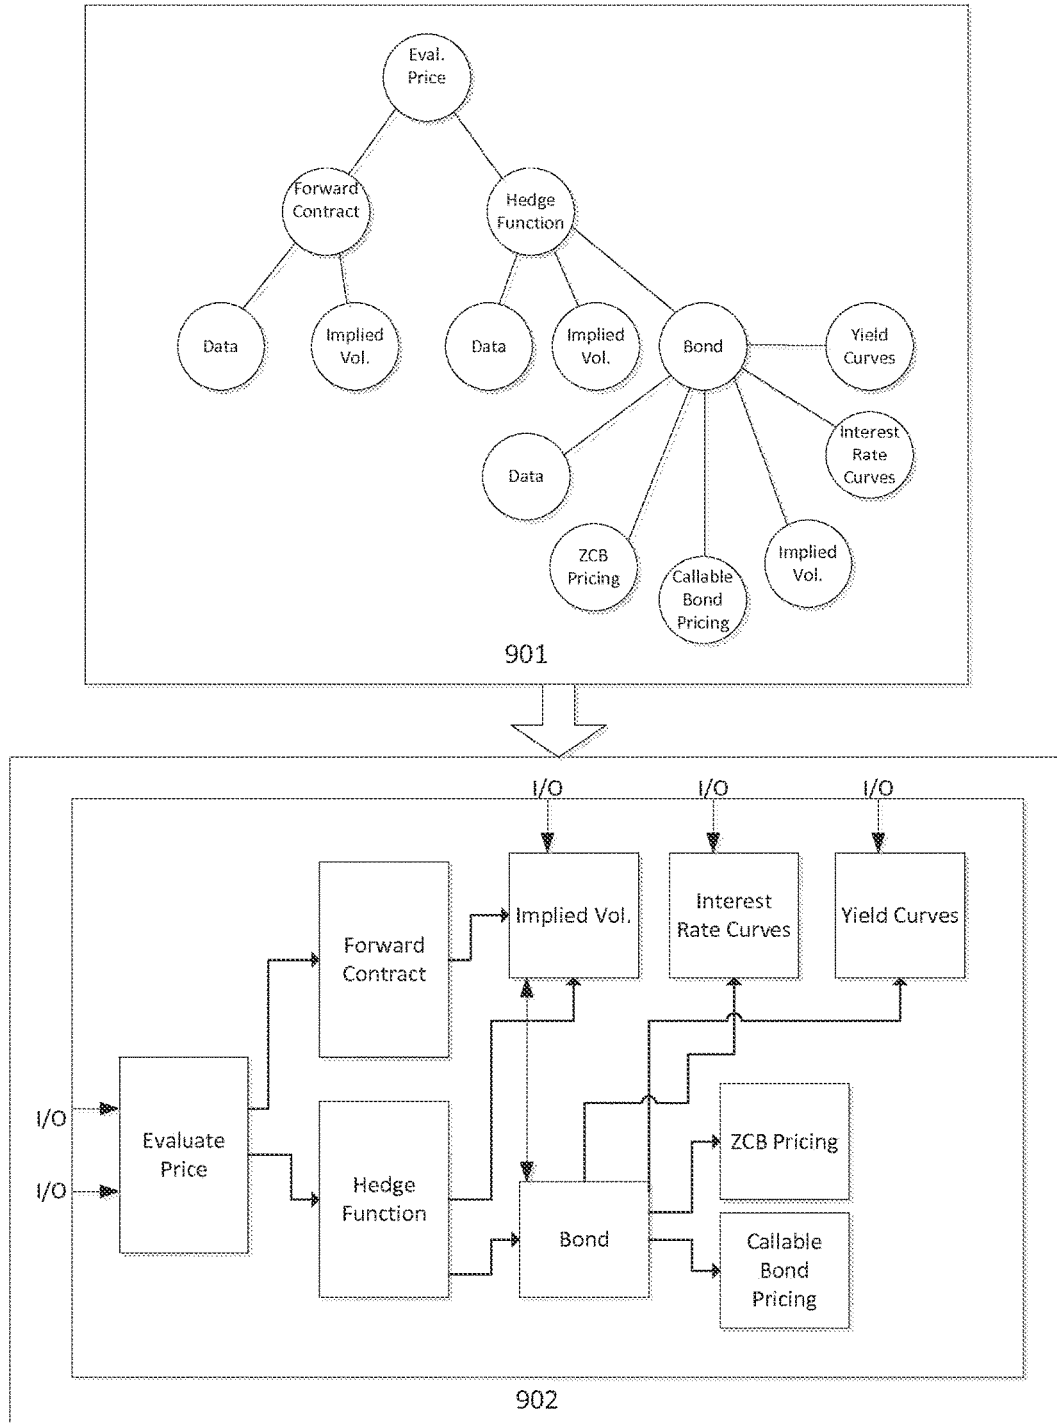 Eval.
Price
Forward
Contract
Hedge
Function
Data
Implied
Vol.
Data
Implied
Vol.
Bond
Yield
Curves
Interest
Rate
Curves
Data
ZCB
Pricing
Callable
Bond
Pricing
Implied
Vol.
901
I/O
I/O
I/O
Implied Vol.
Interest
Rate Curves
Yield Curves
Forward
Contract
I/O
I/O
Evaluate
Price
Hedge
Function
Bond
ZCB Pricing
Callable
Bond
Pricing
902